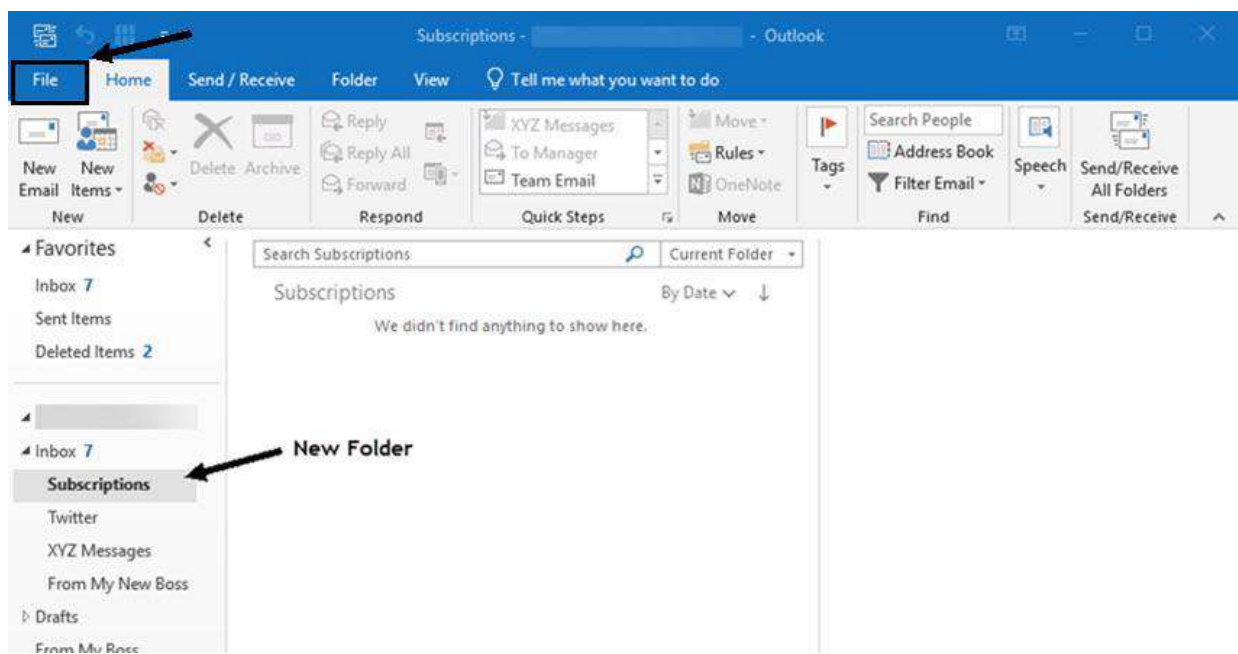 Subscriptions - - Outlook
File Home Send / Receive Folder View Tell me what you want to do
New Email
New Items
Delete Archive
Reply
Reply All
Forward
XYZ Messages
To Manager
Team Email
Move
Rules
OneNote
Tags
Search People
Address Book
Filter Email
Speech
Send/Receive
All Folders
New Delete Respond Quick Steps Move Find Send/Receive
Favorites
Inbox 7
Sent Items
Deleted Items 2
Inbox 7
Subscriptions
Twitter
XYZ Messages
From My New Boss
Drafts
From My Boss
Search Subscriptions Current Folder
Subscriptions By Date
We didn't find anything to show here.
New Folder